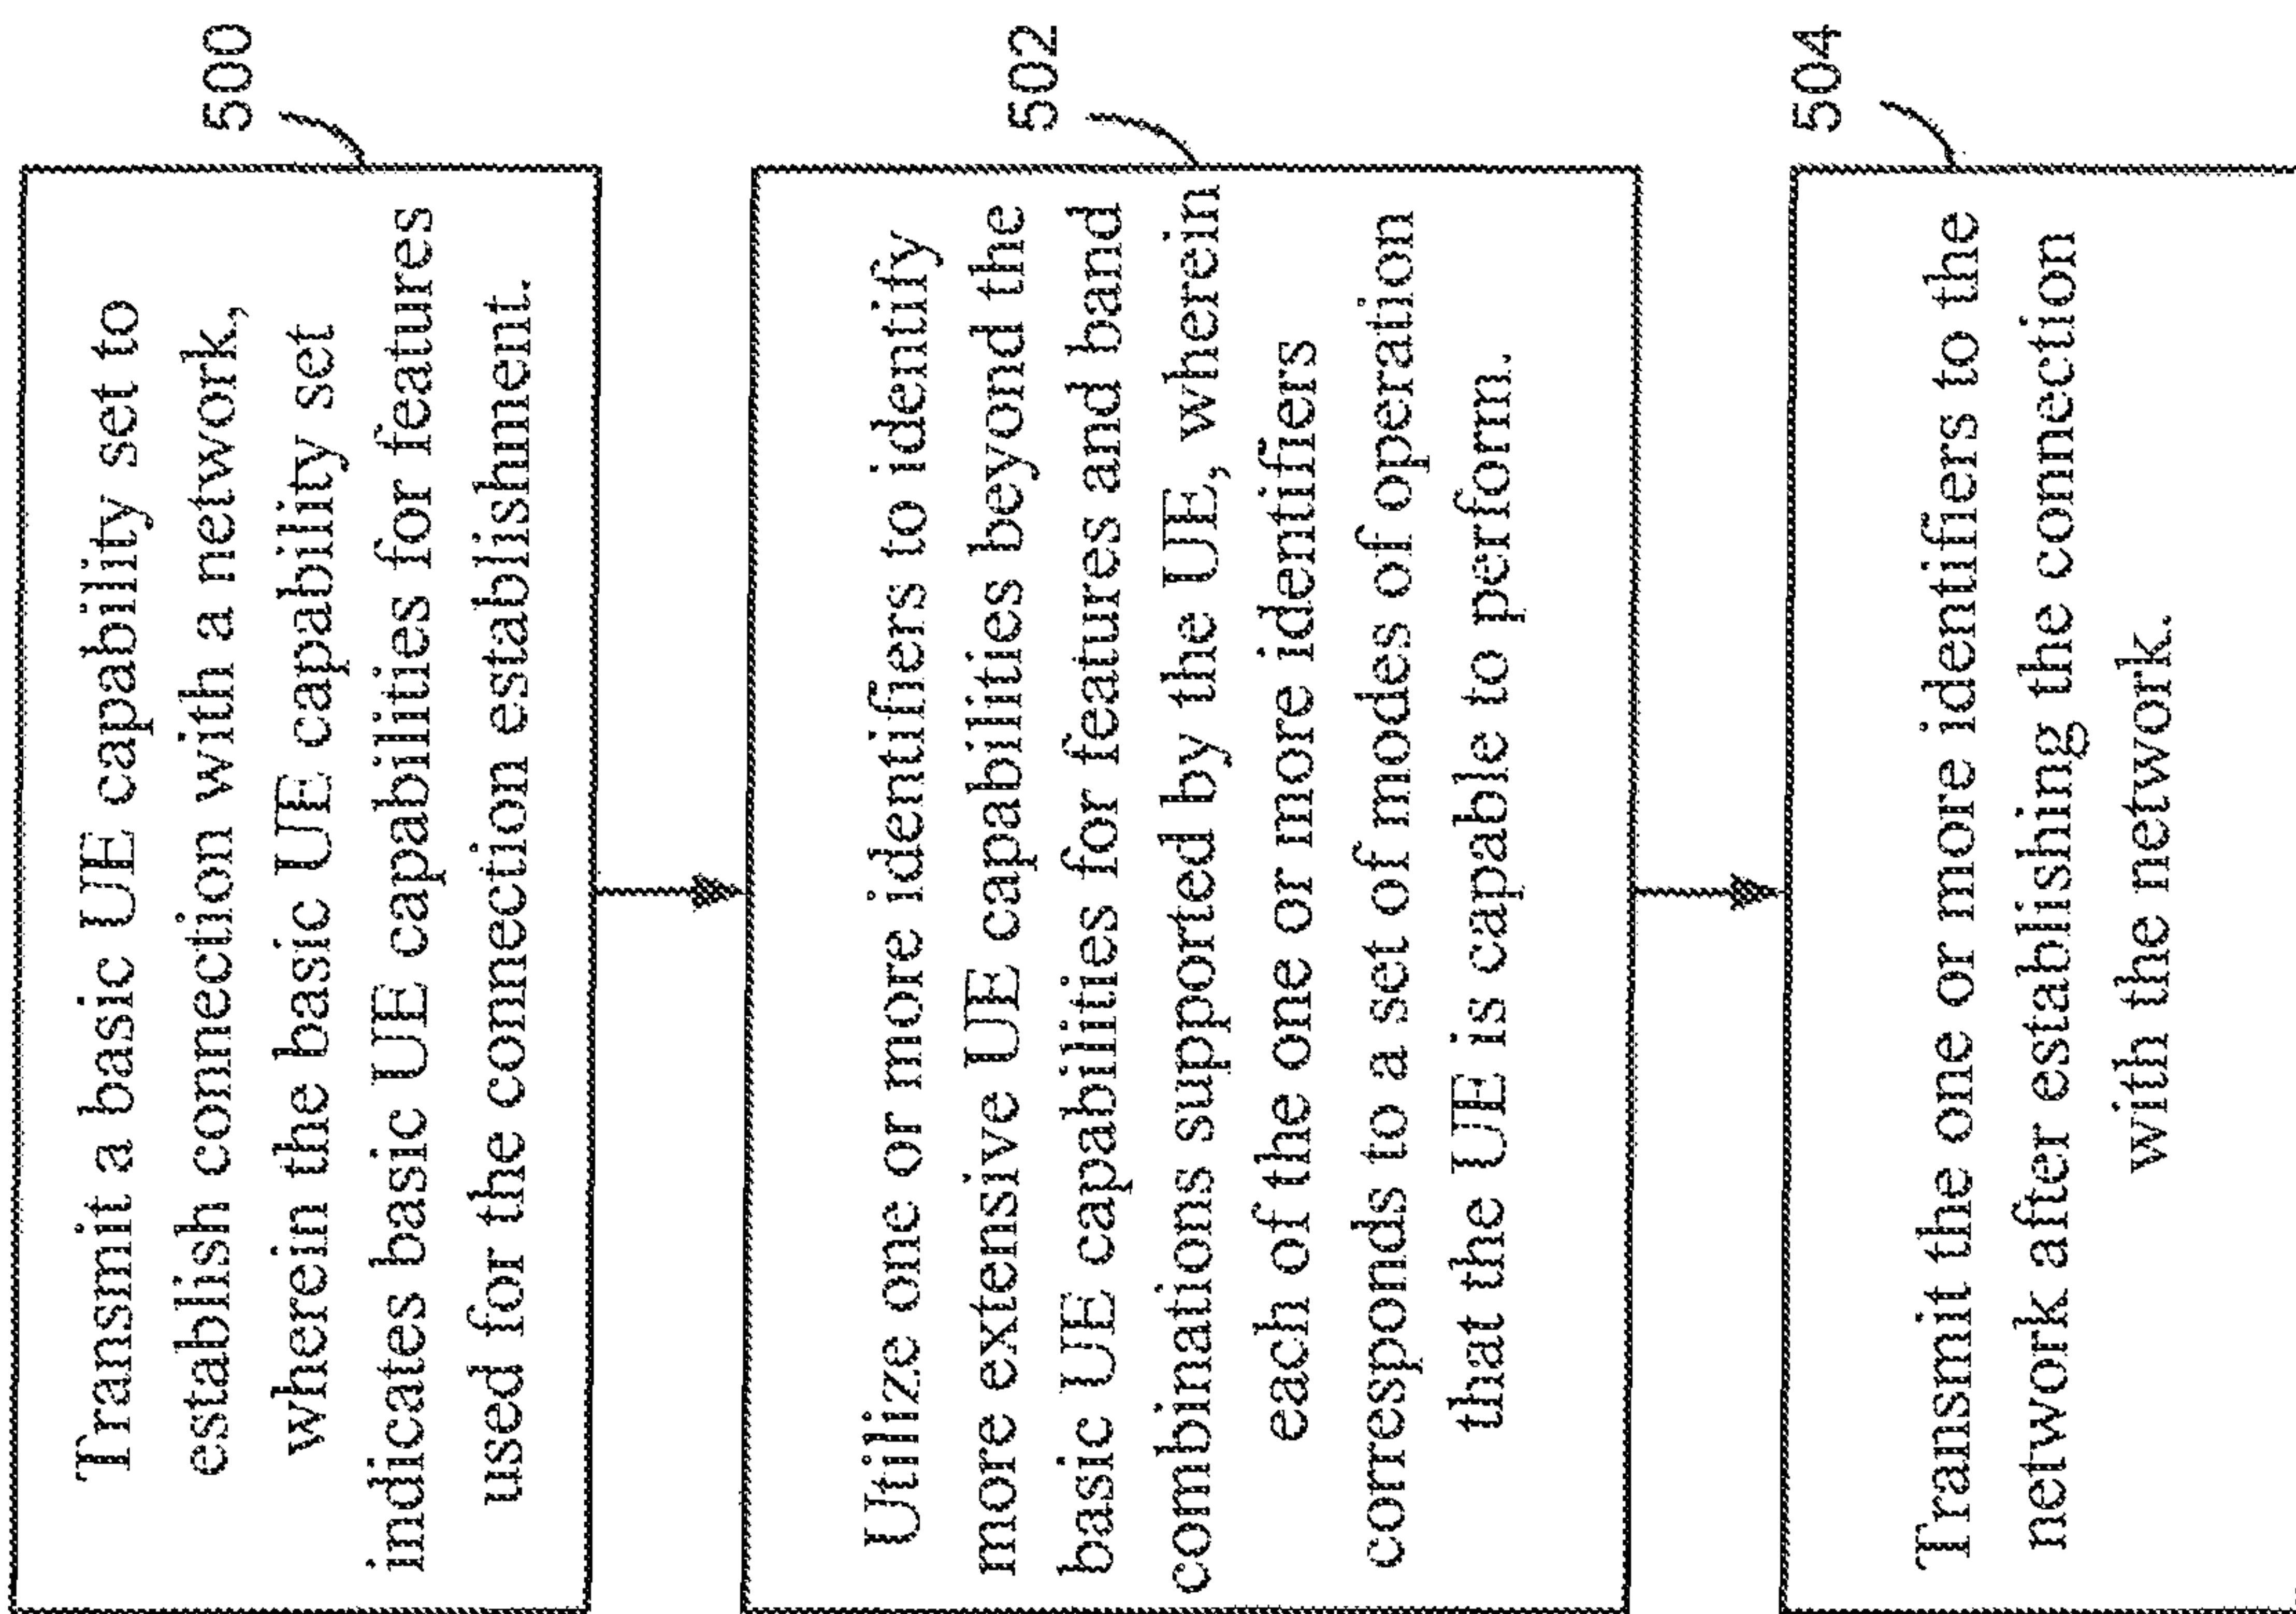 500
Transmit a basic UE capability set to
establish connection with a network,
wherein the basic UE capability set
indicates basic UE capabilities for features
used for the connection establishment.
502
Utilize one or more identifiers to identify
more extensive UE capabilities beyond the
basic UE capabilities for features and band
combinations supported by the UE, wherein
each of the one or more identifiers
corresponds to a set of modes of operation
that the UE is capable to perform.
504
Transmit the one or more identifiers to the
network after establishing the connection
with the network.